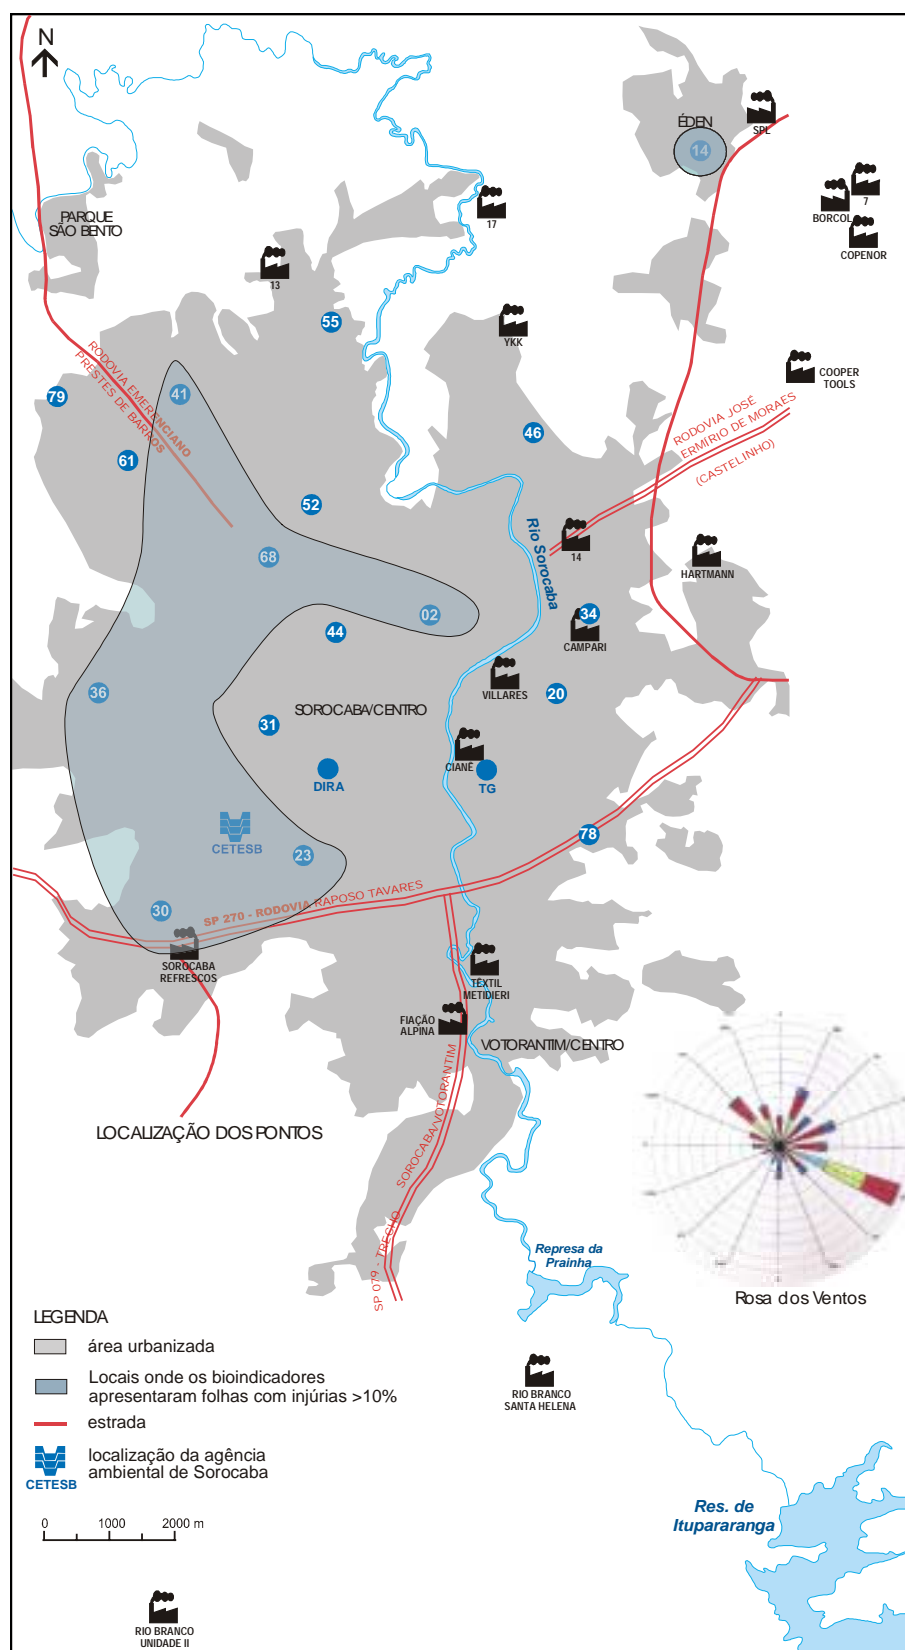 N
ÉDEN
SPL
14
7
BORCOL
COPENOR
17
PARQUE
SÃO BENTO
13
55
YKK
RODOVIA EMERENCIANO
PRESTES DE BARROS
COOPER
TOOLS
79
41
RODOVIA JOSÉ
ERMÍRIO DE MORAES
(CASTELINHO)
46
61
52
Rio Sorocaba
14
68
HARTMANN
02
34
44
CAMPARI
36
VILLARES
20
SOROCABA/CENTRO
31
CIANÊ
DIRA
TG
CETESB
78
23
SP 270 - RODOVIA RAPOSO TAVARES
30
SOROCABA
REFRESCOS
TÊXTIL
METIDIERI
FIAÇÃO
ALPINA
VOTORANTIM/CENTRO
LOCALIZAÇÃO DOS PONTOS
SP 079 - TRECHO SOROCABA/VOTORANTIM
Represa da
Prainha
Rosa dos Ventos
LEGENDA
área urbanizada
Locais onde os bioindicadores
apresentaram folhas com injúrias >10%
estrada
localização da agência
ambiental de Sorocaba
CETESB
RIO BRANCO
SANTA HELENA
0 1000 2000 m
Res. de
Itupararanga
RIO BRANCO
UNIDADE II